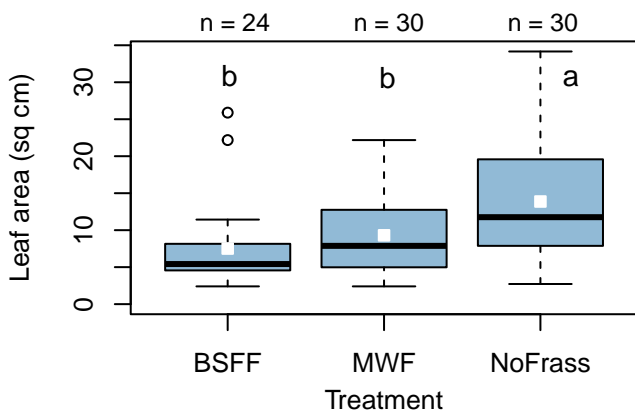 n = 24 n = 30 n = 30
b b a
Leaf area (sq cm)
30
20
10
0
BSFF MWF NoFrass
Treatment